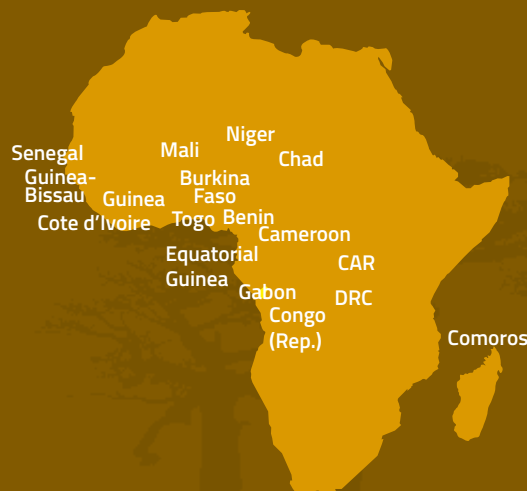 Niger
Mali
Chad
Senegal
Guinea-
Bissau
Burkina
Faso
Guinea
Cote d'Ivoire
Togo
Benin
Cameroon
Equatorial
Guinea
CAR
Gabon
DRC
Congo
(Rep.)
Comoros